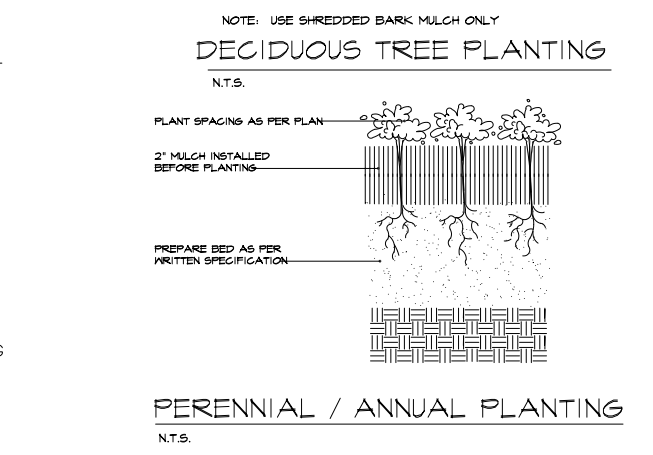 NOTE: USE SHREDDED BARK MULCH ONLY
DECIDUOUS TREE PLANTING
N.T.S.
PLANT SPACING AS PER PLAN
2" MULCH INSTALLED
BEFORE PLANTING
PREPARE BED AS PER
WRITTEN SPECIFICATION
PERENNIAL / ANNUAL PLANTING
N.T.S.